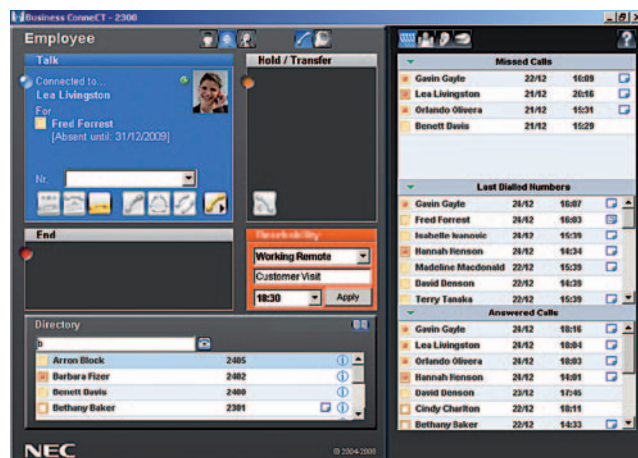 Business ConneCT - 2300
Employee
Talk
Connected to...
Lea Livingston
For
Fred Forrest
[Absent until: 31/12/2009]
Nr.
Hold / Transfer
End
Reachability
Working Remote
Customer Visit
18:30 Apply
Directory
b
Arron Block 2405
Barbara Fizer 2402
Benett Davis 2400
Bethany Baker 2301
NEC
© 2004-2008
Missed Calls
Gavin Gayle 22/12 16:09
Lea Livingston 21/12 20:16
Orlando Olivera 21/12 15:31
Benett Davis 21/12 15:29
Last Dialled Numbers
Gavin Gayle 24/12 16:07
Fred Forrest 24/12 16:03
Isabelle Ivanovic 24/12 15:39
Hannah Henson 24/12 14:34
Madeline Macdonald 22/12 15:39
David Denson 22/12 14:39
Terry Tanaka 22/12 15:39
Answered Calls
Gavin Gayle 24/12 18:16
Lea Livingston 24/12 18:04
Orlando Olivera 24/12 18:03
Hannah Henson 24/12 14:01
David Denson 23/12 17:45
Cindy Charlton 22/12 18:11
Bethany Baker 22/12 14:33